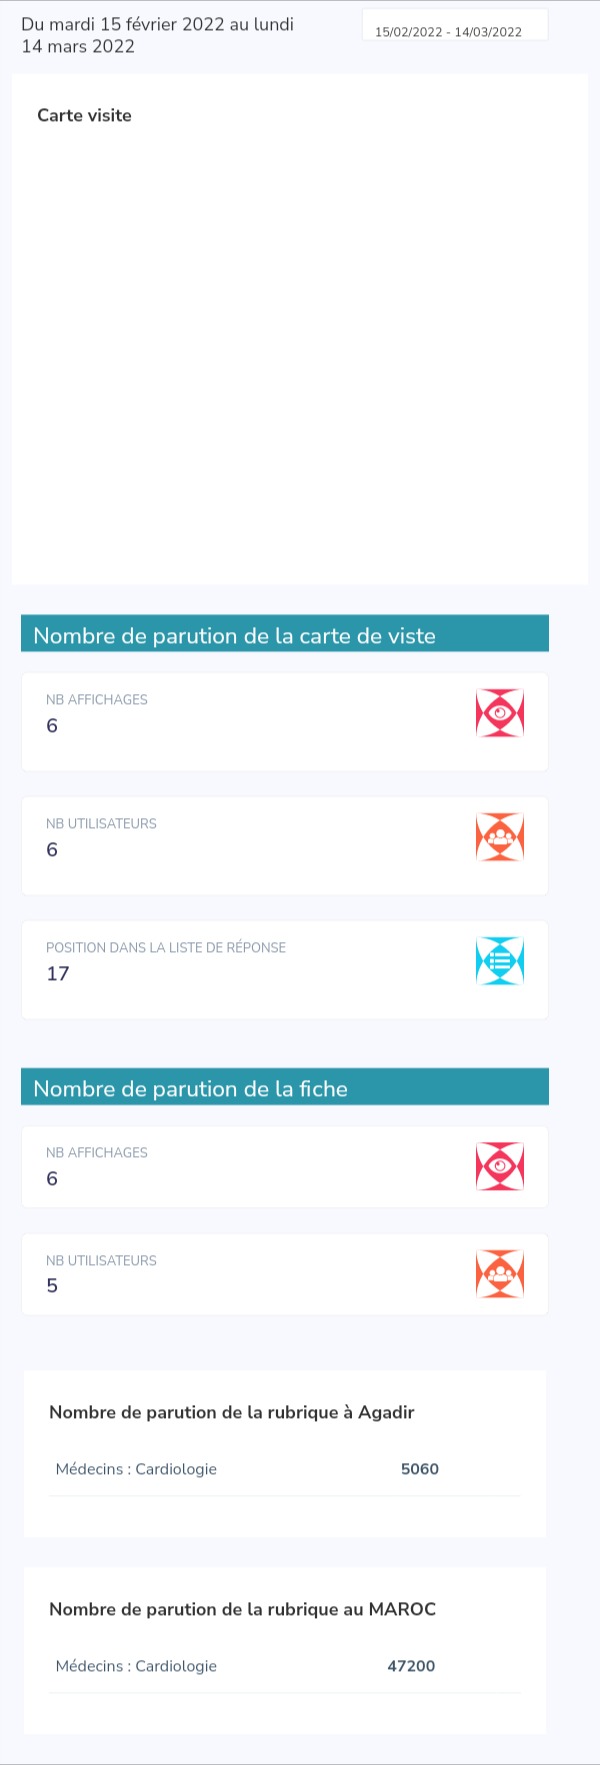 Du mardi 15 février 2022 au lundi
14 mars 2022
15/02/2022 - 14/03/2022
Carte visite
Nombre de parution de la carte de viste
NB AFFICHAGES
6
NB UTILISATEURS
6
POSITION DANS LA LISTE DE RÉPONSE
17
Nombre de parution de la fiche
NB AFFICHAGES
6
NB UTILISATEURS
5
Nombre de parution de la rubrique à Agadir
Médecins : Cardiologie 5060
Nombre de parution de la rubrique au MAROC
Médecins : Cardiologie 47200